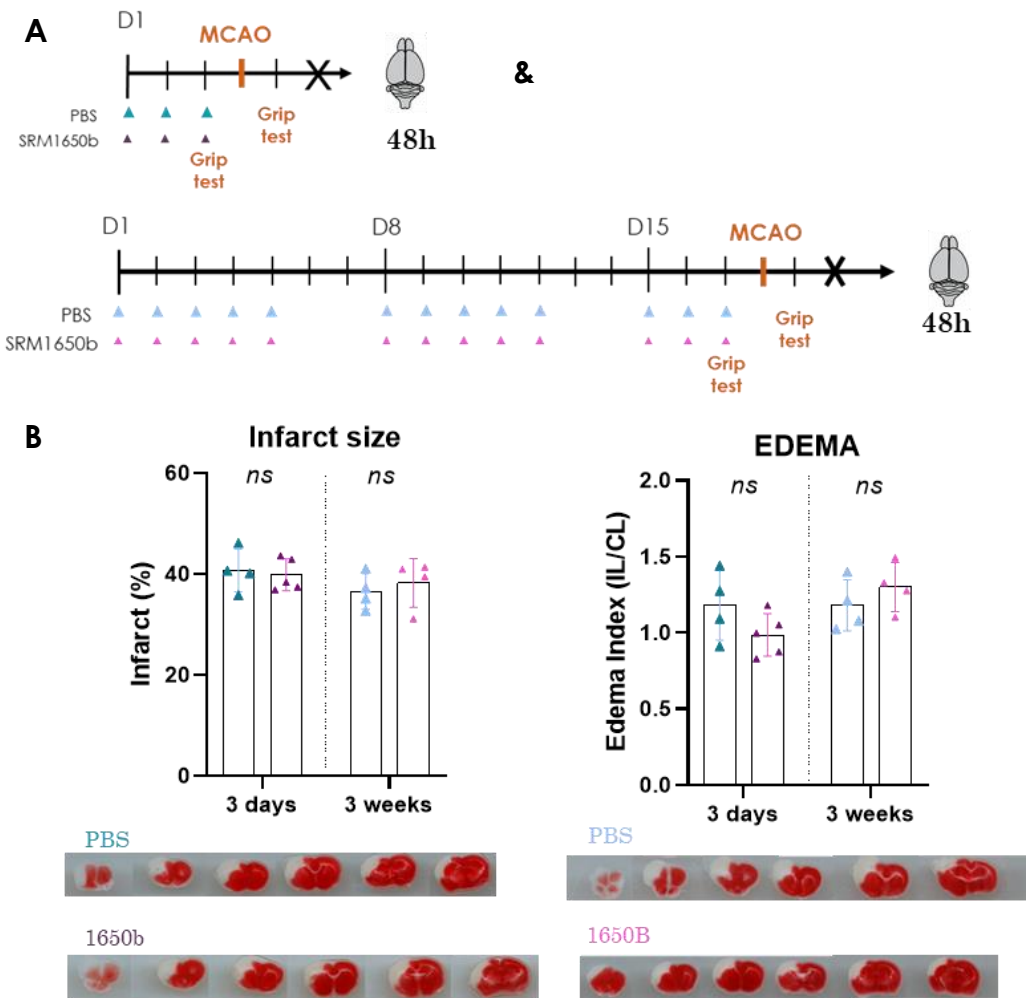 A
D1
MCAO
&
PBS
SRM1650b
Grip
test
Grip
test
48h
D1
D8
D15
MCAO
PBS
SRM1650b
Grip
test
Grip
test
48h
B
Infarct size
60
40
20
0
Infarct (%)
ns
ns
3 days
3 weeks
EDEMA
2.0
1.5
1.0
0.5
0.0
Edema Index (IL/CL)
ns
ns
3 days
3 weeks
PBS
1650b
PBS
1650B